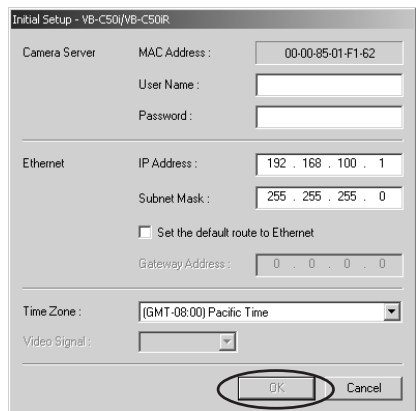 Initial Setup - VB-C50i/VB-C50iR
Camera Server MAC Address : 00-00-85-01-F1-62
User Name :
Password :
Ethernet IP Address : 192 . 168 . 100 . 1
Subnet Mask : 255 . 255 . 255 . 0
Set the default route to Ethernet
Gateway Address : 0 . 0 . 0 . 0
Time Zone : (GMT-08:00) Pacific Time
Video Signal :
OK Cancel